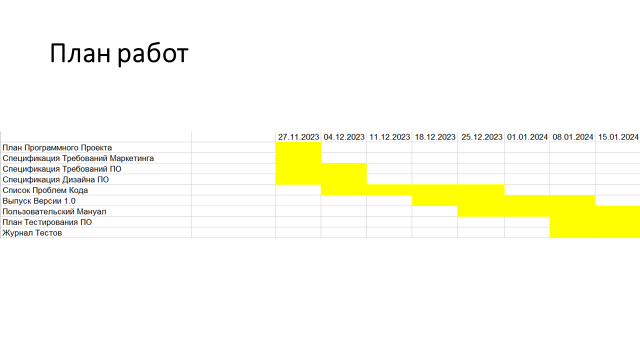 План работ
27.11.2023 04.12.2023 11.12.2023 18.12.2023 25.12.2023 01.01.2024 08.01.2024 15.01.2024
План Программного Проекта
Спецификация Требований Маркетинга
Спецификация Требований ПО
Спецификация Дизайна ПО
Список Проблем Кода
Выпуск Версии 1.0
Пользовательский Мануал
План Тестирования ПО
Журнал Тестов